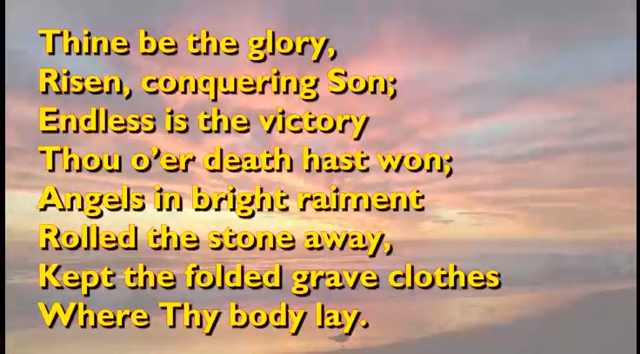 Thine be the glory,
Risen, conquering Son;
Endless is the victory
Thou o’er death hast won;
Angels in bright raiment
Rolled the stone away,
Kept the folded grave clothes
Where Thy body lay.